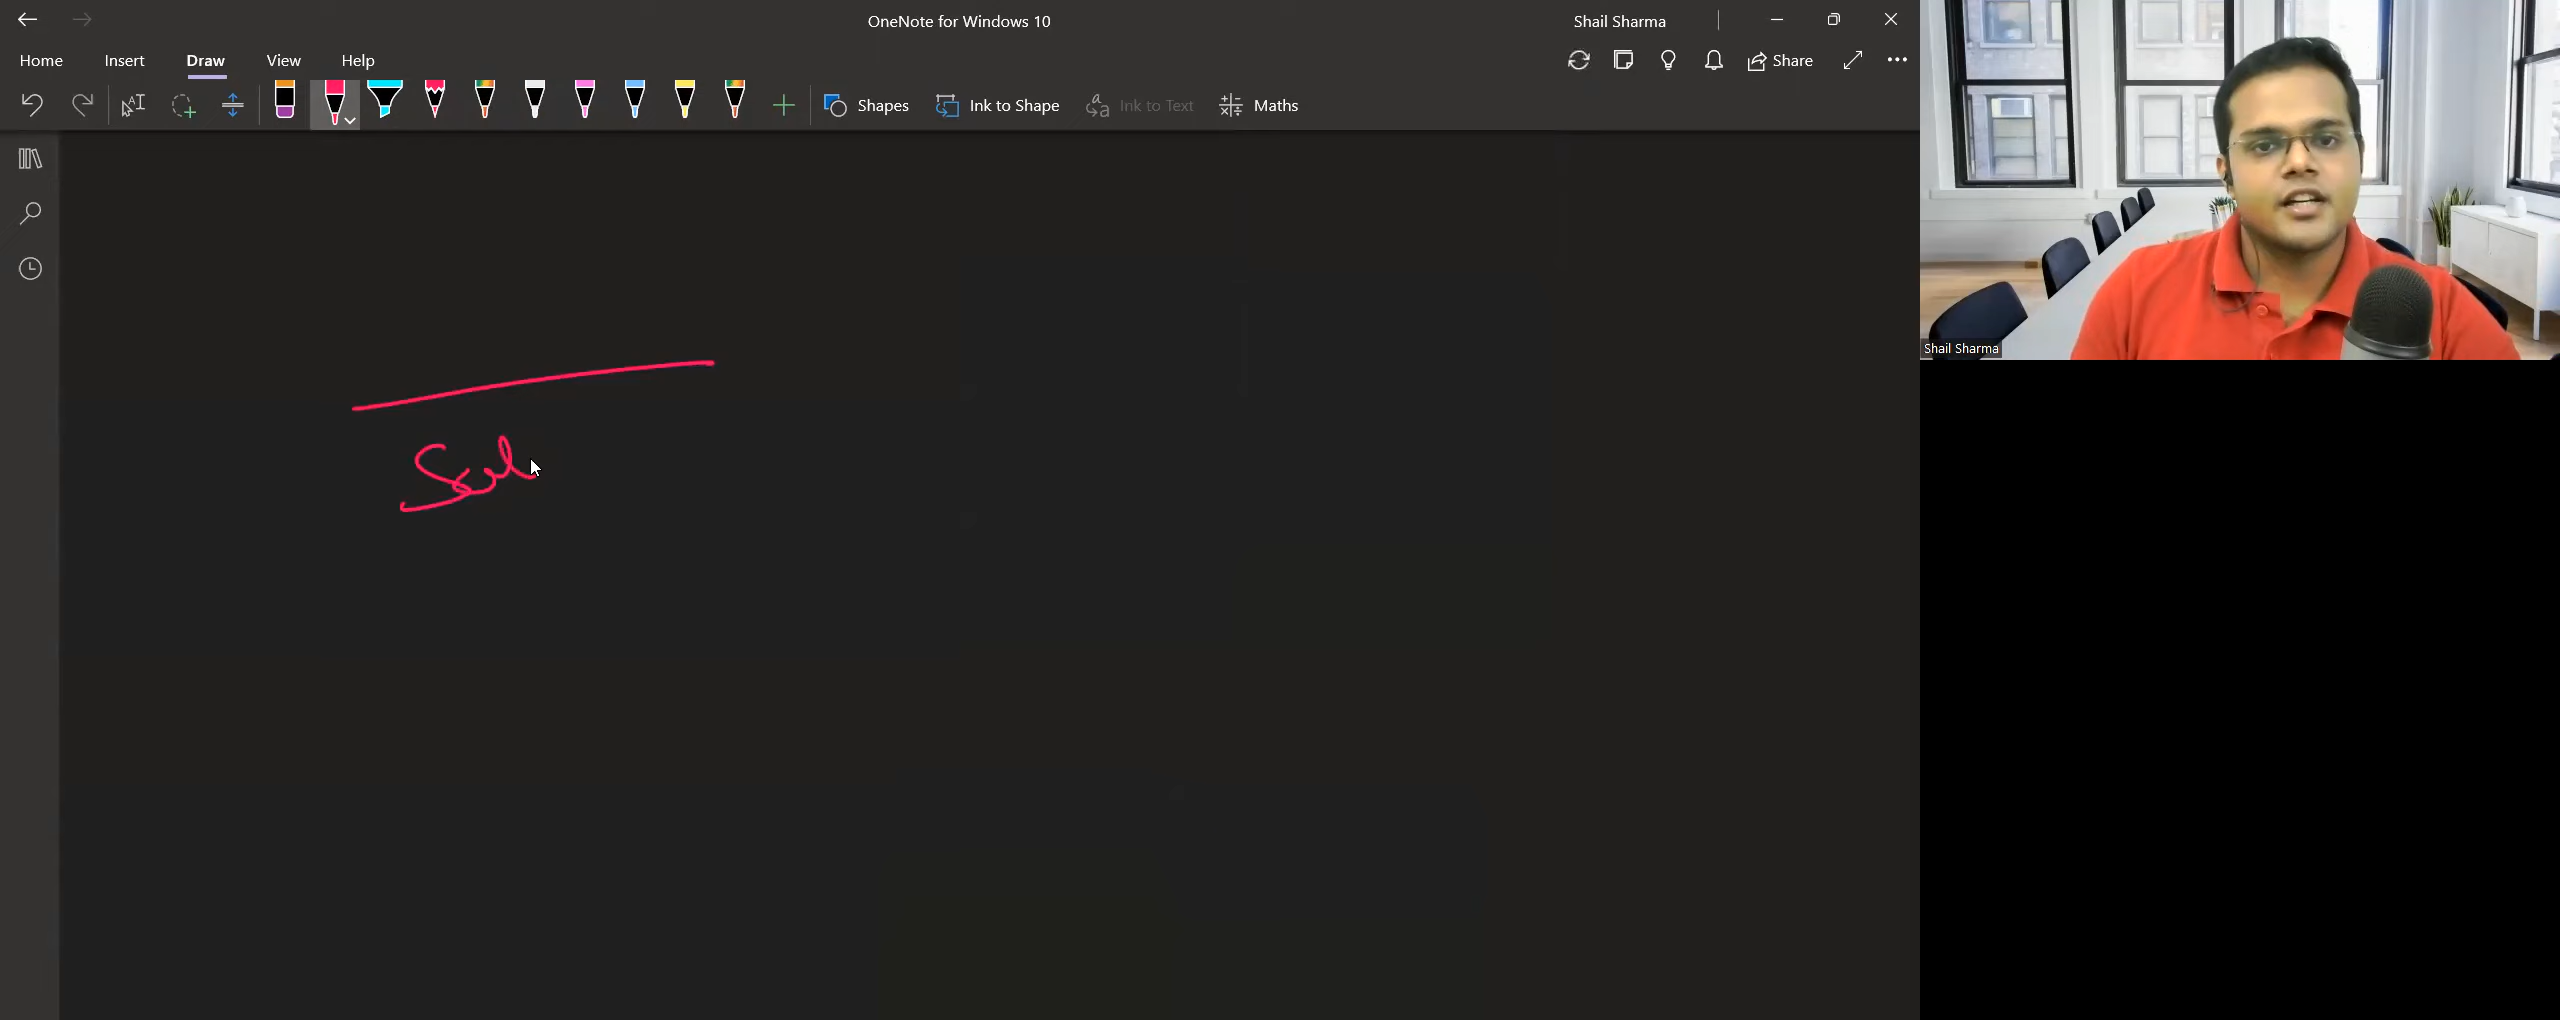 OneNote for Windows 10
Shail Sharma
Home Insert Draw View Help
Share
Shapes Ink to Shape Ink to Text Maths
Shail Sharma